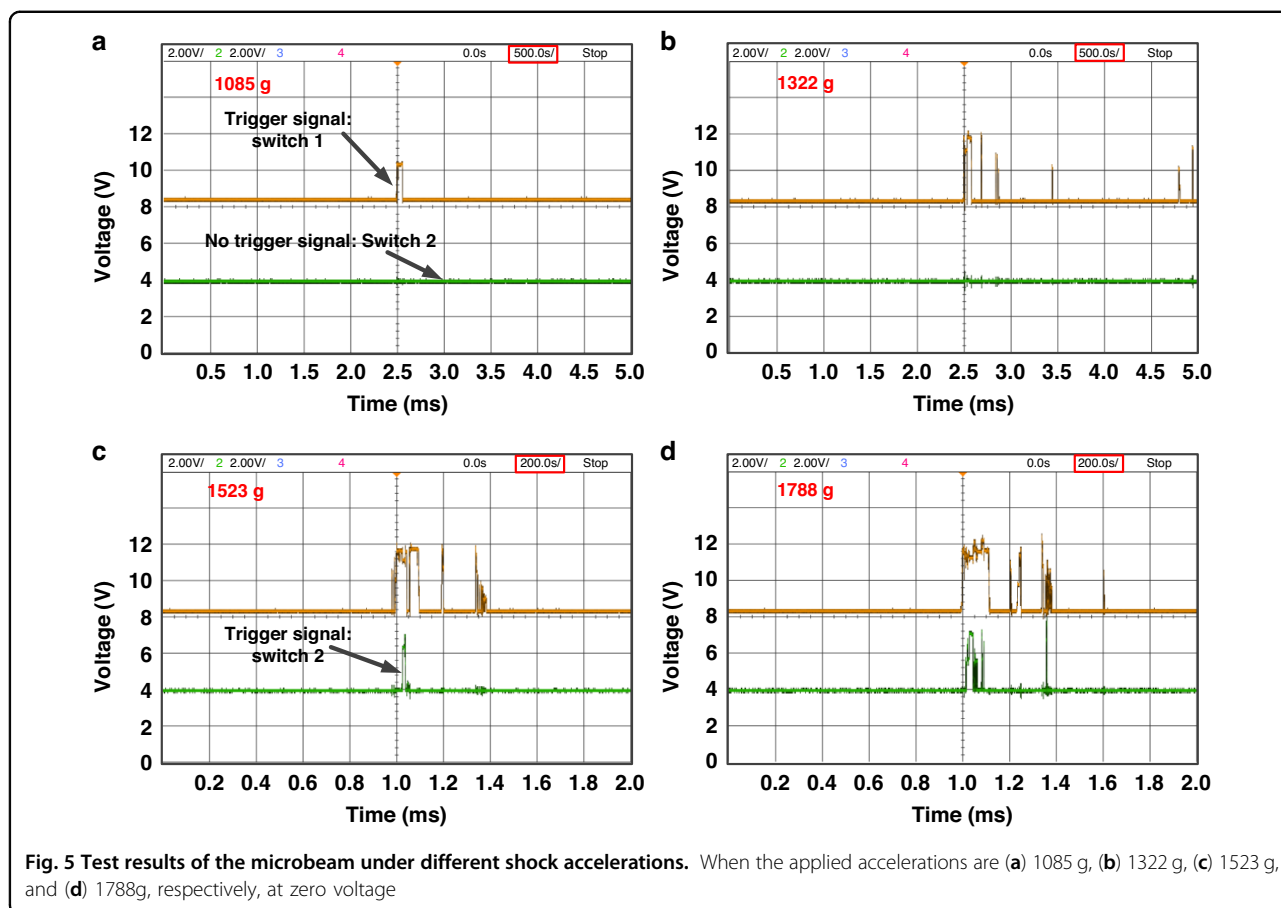 a
2.00V/ 2 2.00V/ 3 4 0.0s 500.0s/ Stop
1085 g
Trigger signal:
switch 1
No trigger signal: Switch 2
Voltage (V)
12
10
8
6
4
2
0
0.5 1.0 1.5 2.0 2.5 3.0 3.5 4.0 4.5 5.0
Time (ms)
b
2.00V/ 2 2.00V/ 3 4 0.0s 500.0s/ Stop
1322 g
Voltage (V)
12
10
8
6
4
2
0
0.5 1.0 1.5 2.0 2.5 3.0 3.5 4.0 4.5 5.0
Time (ms)
c
2.00V/ 2 2.00V/ 3 4 0.0s 200.0s/ Stop
1523 g
Trigger signal:
switch 2
Voltage (V)
12
10
8
6
4
2
0
0.2 0.4 0.6 0.8 1.0 1.2 1.4 1.6 1.8 2.0
Time (ms)
d
2.00V/ 2 2.00V/ 3 4 0.0s 200.0s/ Stop
1788 g
Voltage (V)
12
10
8
6
4
2
0
0.2 0.4 0.6 0.8 1.0 1.2 1.4 1.6 1.8 2.0
Time (ms)
Fig. 5 Test results of the microbeam under different shock accelerations. When the applied accelerations are (a) 1085 g, (b) 1322 g, (c) 1523 g,
and (d) 1788g, respectively, at zero voltage